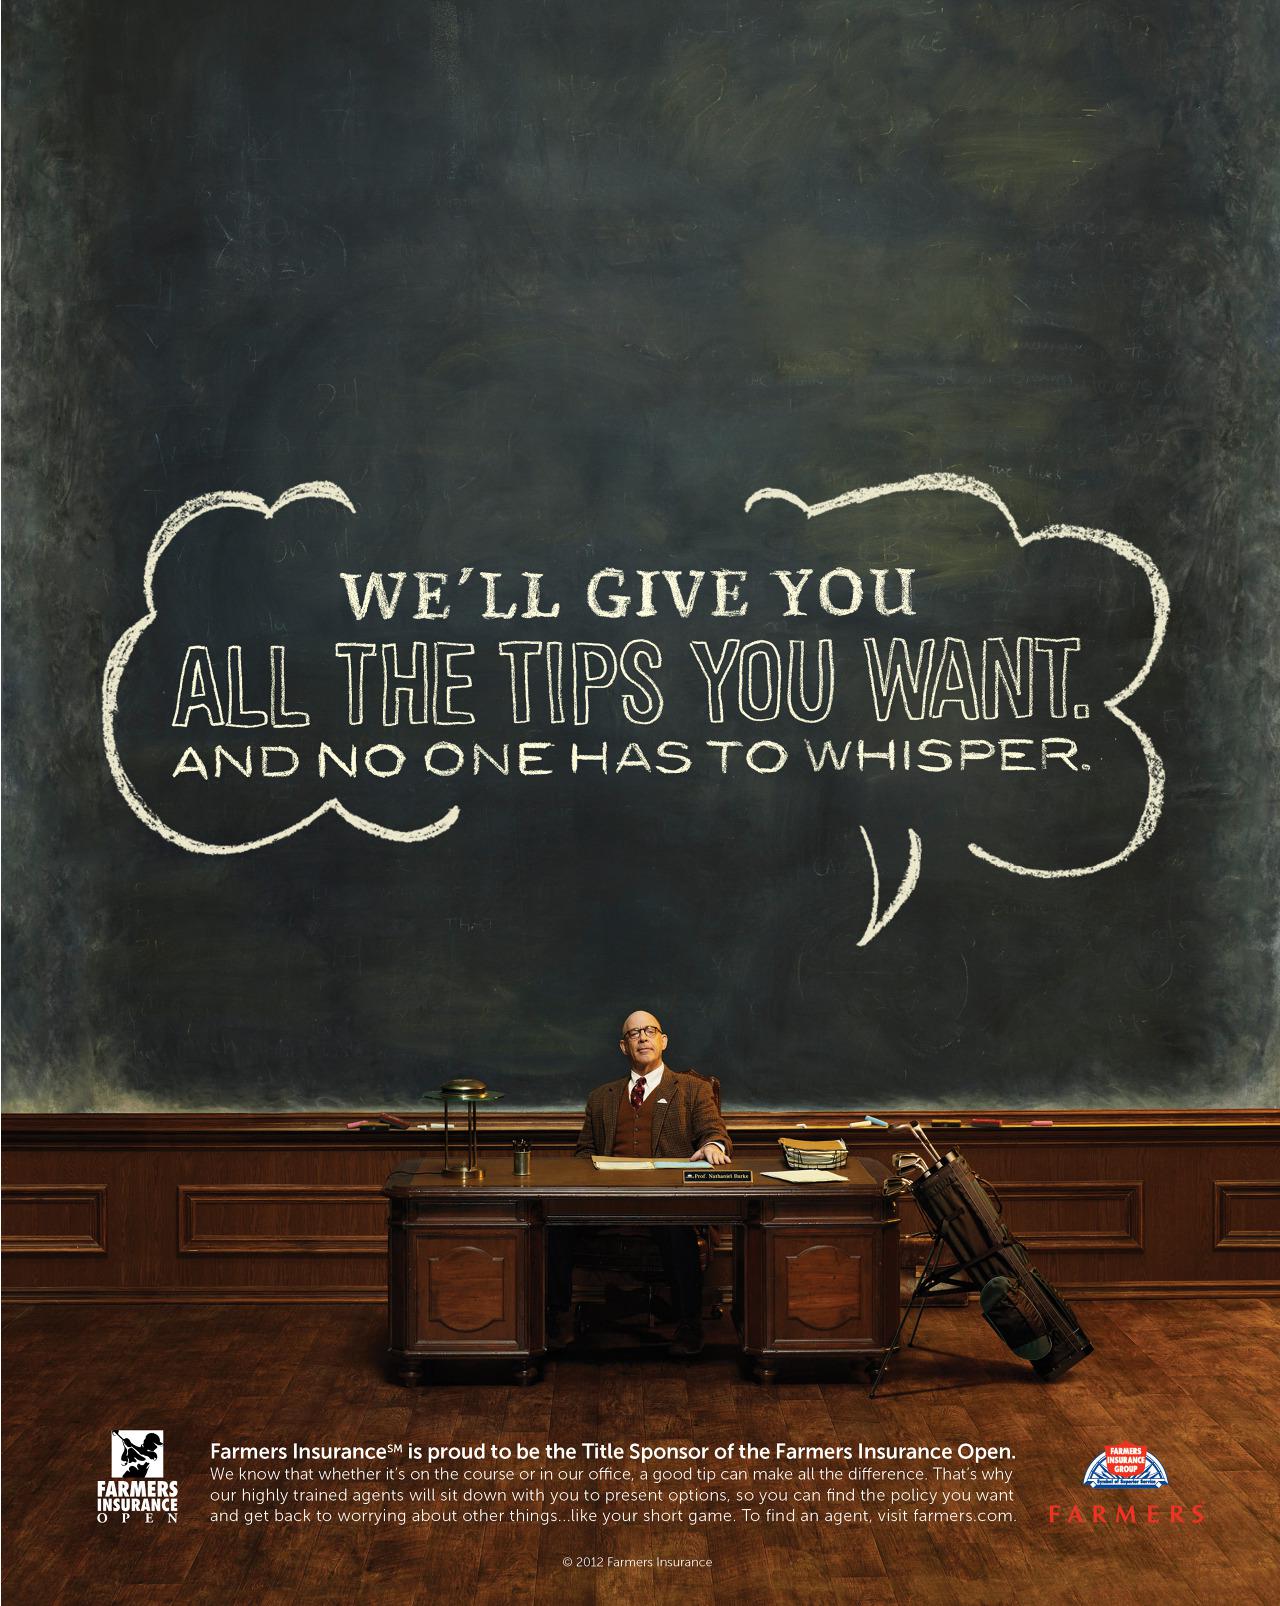 WE'LL GIVE YOU
ALL THE TIPS YOU WANT.
AND NO ONE HAS TO WHISPER.
Prof. Nathaniel Burke
Farmers Insurance℠ is proud to be the Title Sponsor of the Farmers Insurance Open.
We know that whether it's on the course or in our office, a good tip can make all the difference. That's why
our highly trained agents will sit down with you to present options, so you can find the policy you want
and get back to worrying about other things...like your short game. To find an agent, visit farmers.com.
FARMERS
INSURANCE
OPEN
FARMERS
INSURANCE
GROUP
Symbol of Superior Service
FARMERS
© 2012 Farmers Insurance